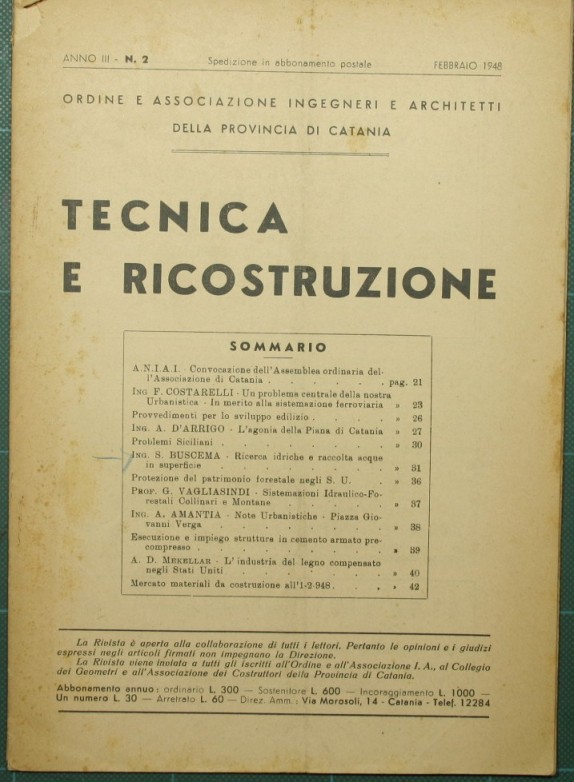 ANNO III - N. 2 Spedizione in abbonamento postale FEBBRAIO 1948
ORDINE E ASSOCIAZIONE INGEGNERI E ARCHITETTI
DELLA PROVINCIA DI CATANIA
TECNICA
E RICOSTRUZIONE
SOMMARIO
A.N.I.A.I. - Convocazione dell'Assemblea ordinaria del-
l'Associazione di Catania . . . . . . pag. 21
ING F. COSTARELLI - Un problema centrale della nostra
Urbanistica - In merito alla sistemazione ferroviaria » 23
Provvedimenti per lo sviluppo edilizio . . . . » 26
ING. A. D'ARRIGO - L'agonia della Piana di Catania » 27
Problemi Siciliani . . . . . . . » 30
ING. S. BUSCEMA - Ricerca idriche e raccolta acque
in superficie . . . . . . . » 31
Protezione del patrimonio forestale negli S. U. . » 36
PROF. G. VAGLIASINDI - Sistemazioni Idraulico-Fo-
restali Collinari e Montane . . . . . » 37
ING. A. AMANTIA - Note Urbanistiche - Piazza Gio-
vanni Verga . . . . . . . » 38
Esecuzione e impiego strutture in cemento armato pre-
compresso . . . . . . . . » 39
A. D. MEKELLAR - L'industria del legno compensato
negli Stati Uniti . . . . . . » 40
Mercato materiali da costruzione all'1-2-948 . . . » 42
La Rivista è aperta alla collaborazione di tutti i lettori. Pertanto le opinioni e i giudizi
espressi negli articoli firmati non impegnano la Direzione.
La Rivista viene inviata a tutti gli iscritti all'Ordine e all'Associazione I. A., al Collegio
dei Geometri e all'Associazione dei Costruttori della Provincia di Catania.
Abbonamento annuo: ordinario L. 300 — Sostenitore L. 600 — Incoraggiamento L. 1000 —
Un numero L. 30 — Arretrato L. 60 — Direz. Amm.: Via Morosoli, 14 - Catania - Telef. 12284